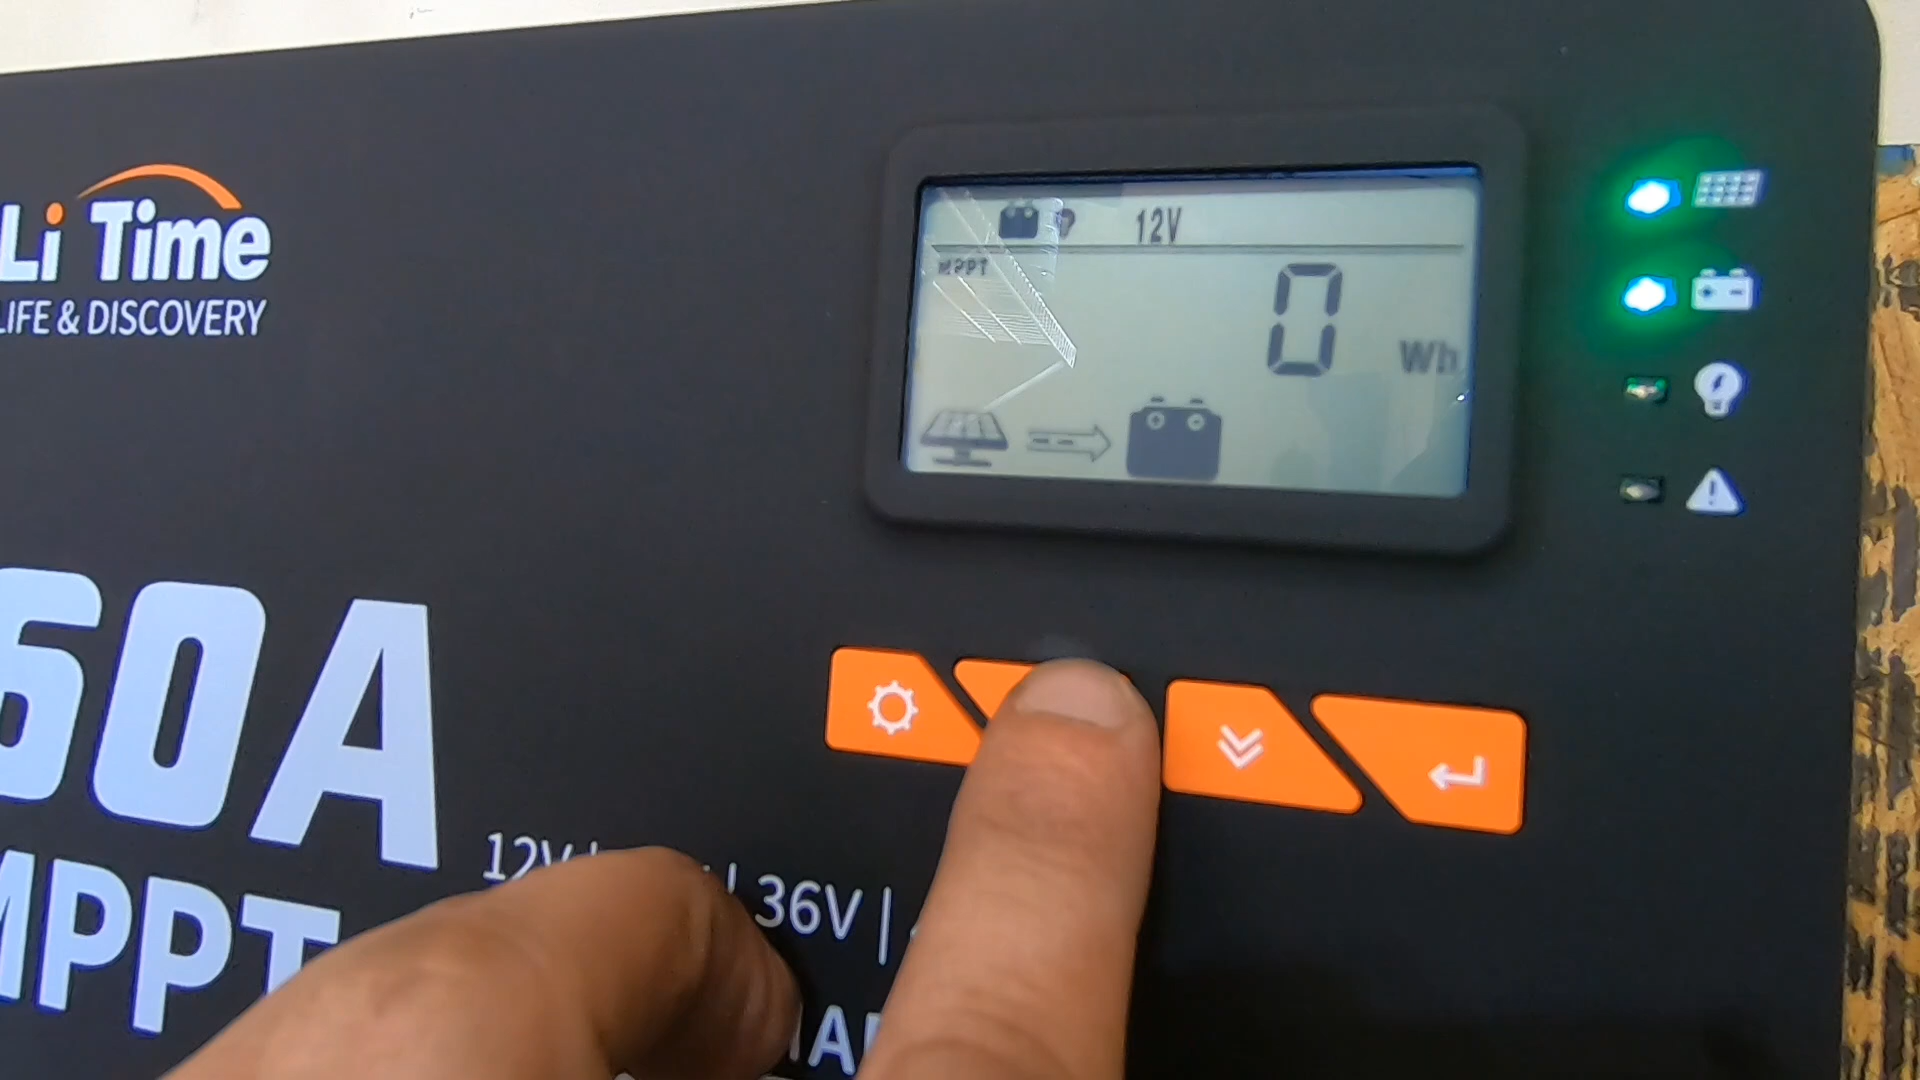 Li Time
LIFE & DISCOVERY
12V
MPPT
0
Wh
60A
MPPT
12V
| 36V |